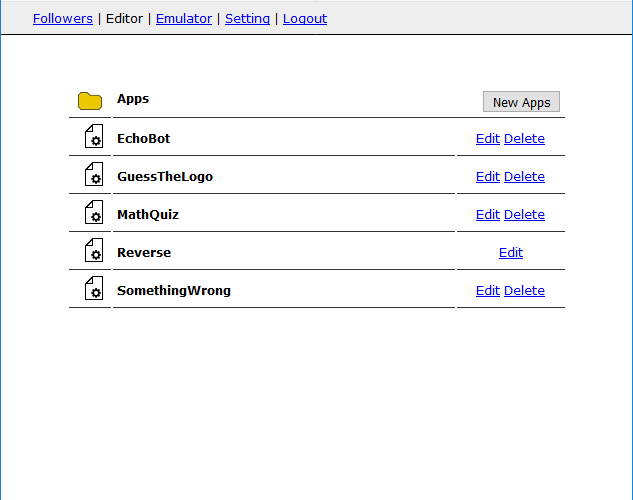 Followers | Editor | Emulator | Setting | Logout
Apps New Apps
EchoBot Edit Delete
GuessTheLogo Edit Delete
MathQuiz Edit Delete
Reverse Edit
SomethingWrong Edit Delete